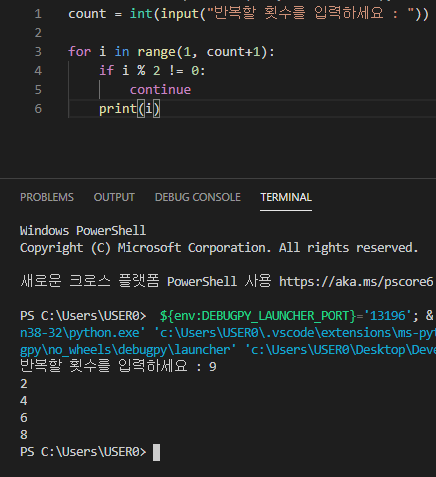 1 count = int(input("반복할 횟수를 입력하세요 : "))
2
3 for i in range(1, count+1):
4 if i % 2 != 0:
5 continue
6 print(i)
PROBLEMS OUTPUT DEBUG CONSOLE TERMINAL
Windows PowerShell
Copyright (C) Microsoft Corporation. All rights reserved.
새로운 크로스 플랫폼 PowerShell 사용 https://aka.ms/pscore6
PS C:\Users\USER0> ${env:DEBUGPY_LAUNCHER_PORT}='13196'; &
n38-32\python.exe' 'c:\Users\USER0\.vscode\extensions\ms-pyt
gpy\no_wheels\debugpy\launcher' 'c:\Users\USER0\Desktop\Deve
반복할 횟수를 입력하세요 : 9
2
4
6
8
PS C:\Users\USER0>